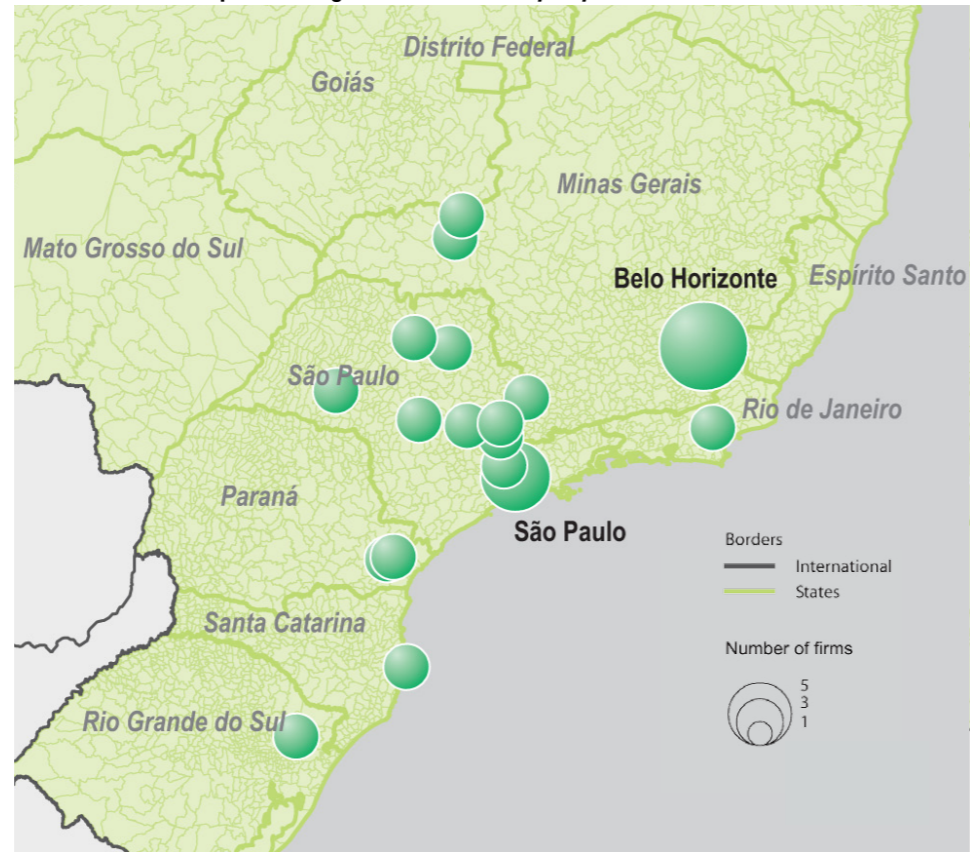 Distrito Federal
Goiás
Minas Gerais
Mato Grosso do Sul
Belo Horizonte
Espírito Santo
São Paulo
Rio de Janeiro
Paraná
São Paulo
Borders
International
States
Santa Catarina
Number of firms
5
3
1
Rio Grande do Sul